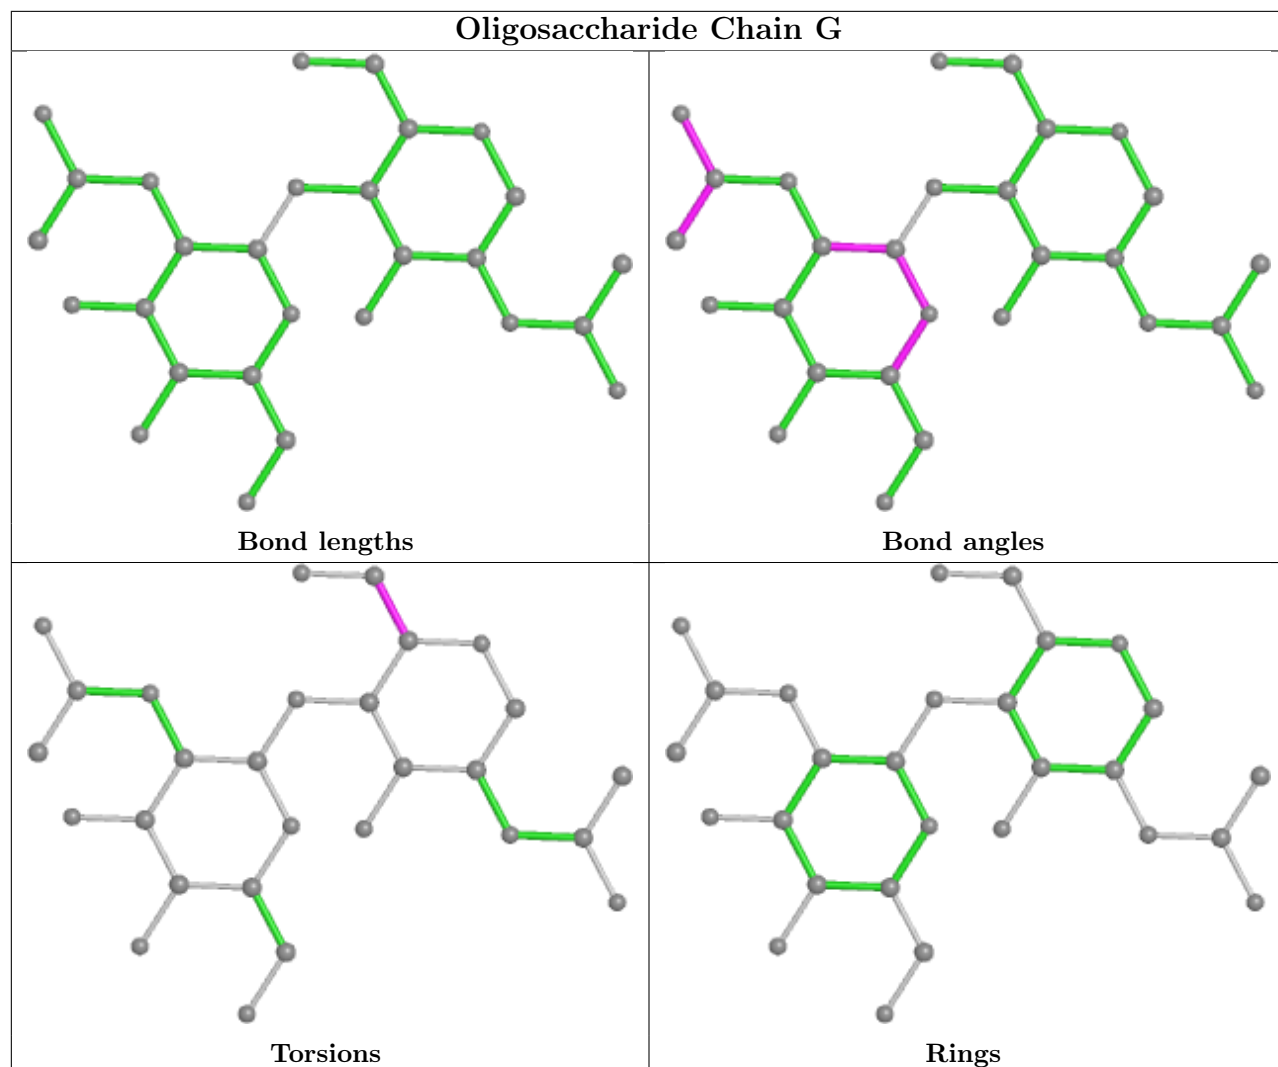 Oligosaccharide Chain G
Bond lengths
Bond angles
Torsions
Rings